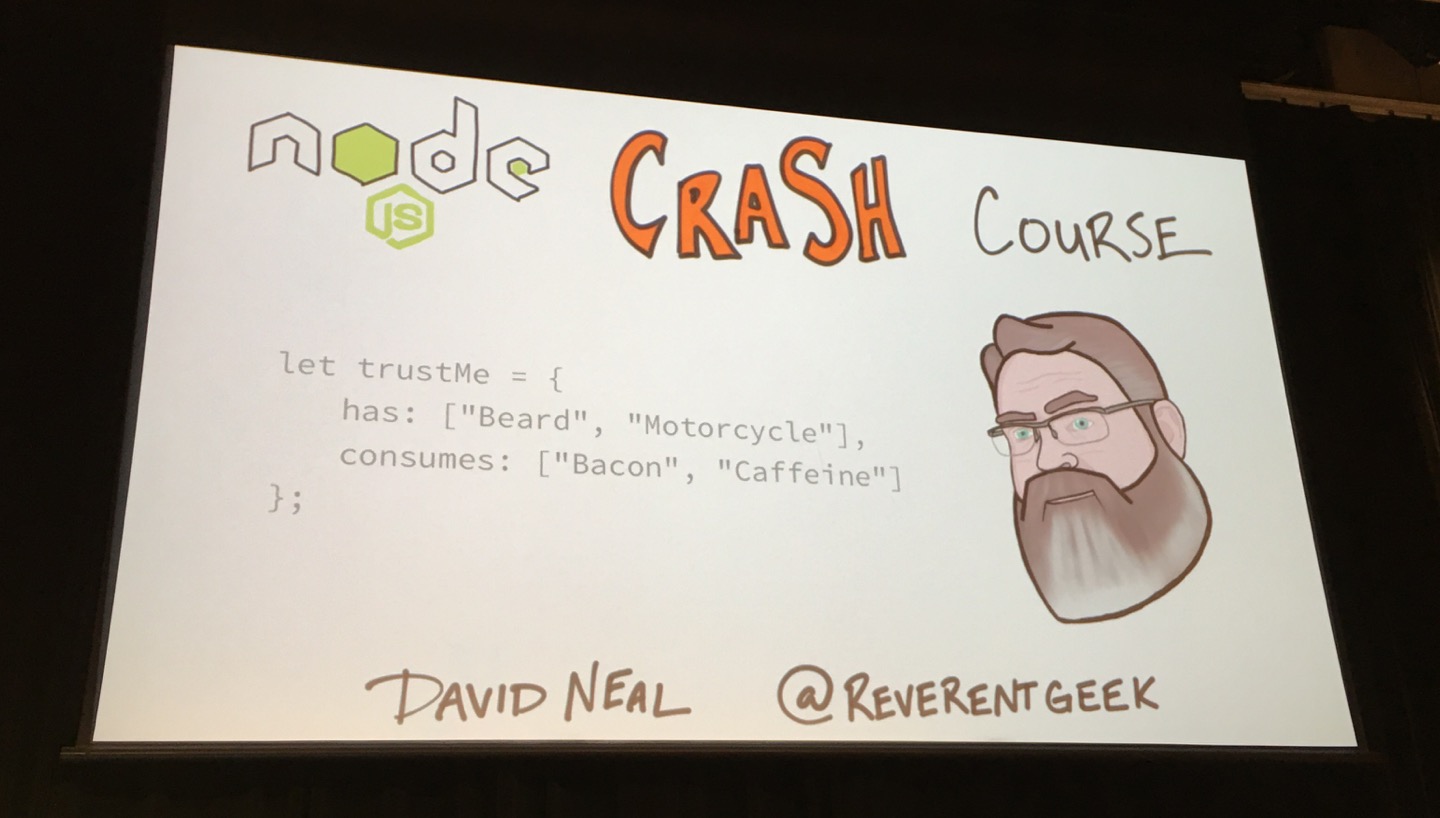 node CRASH COURSE
JS
let trustMe = {
has: ["Beard", "Motorcycle"],
consumes: ["Bacon", "Caffeine"]
};
DAVID NEAL @REVERENTGEEK